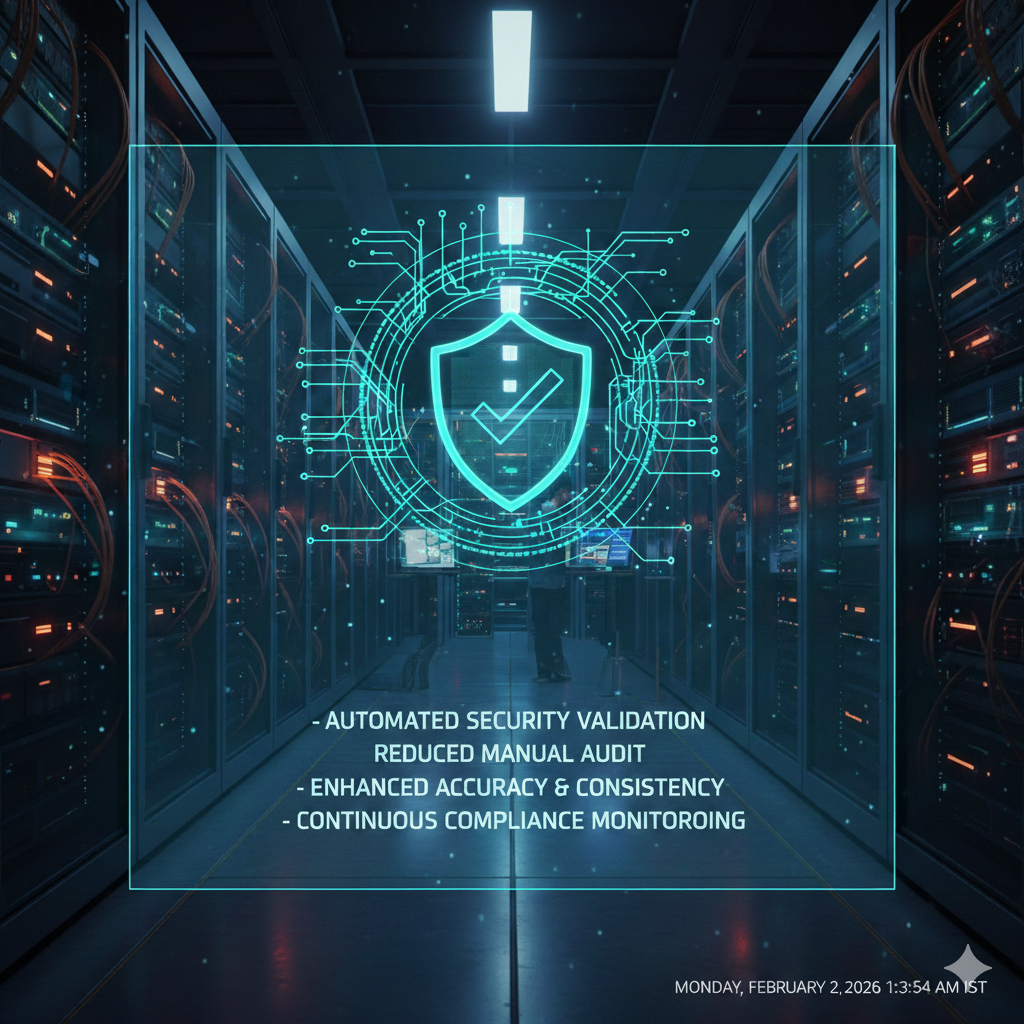 - AUTOMATED SECURITY VALIDATION
REDUCED MANUAL AUDIT
- ENHANCED ACCURACY & CONSISTENCY
- CONTINUOUS COMPLIANCE MONITOROING
MONDAY, FEBRUARY 2, 2026 1:3:54 AM IST